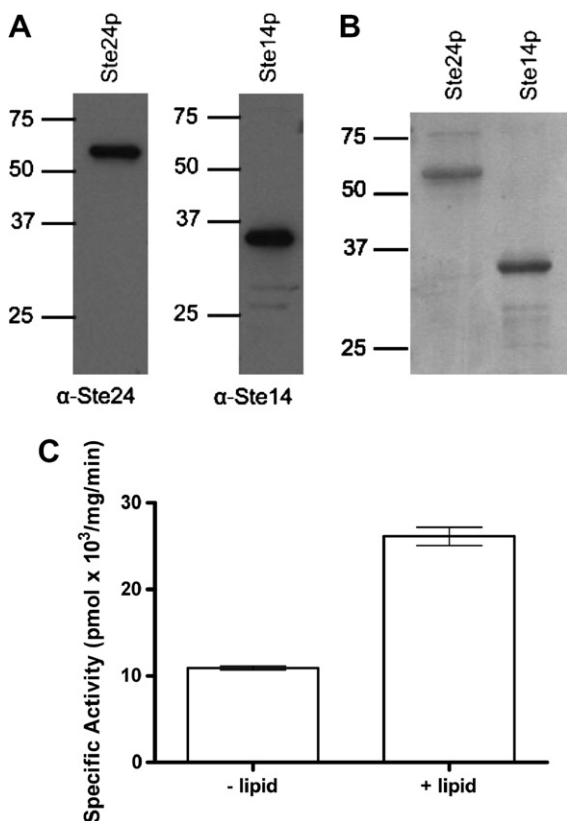 A
Ste24p
75
50
37
25
α-Ste24
Ste14p
75
50
37
25
α-Ste14
B
Ste24p
Ste14p
75
50
37
25
C
Specific Activity (pmol x 10³/mg/min)
30
20
10
0
- lipid
+ lipid